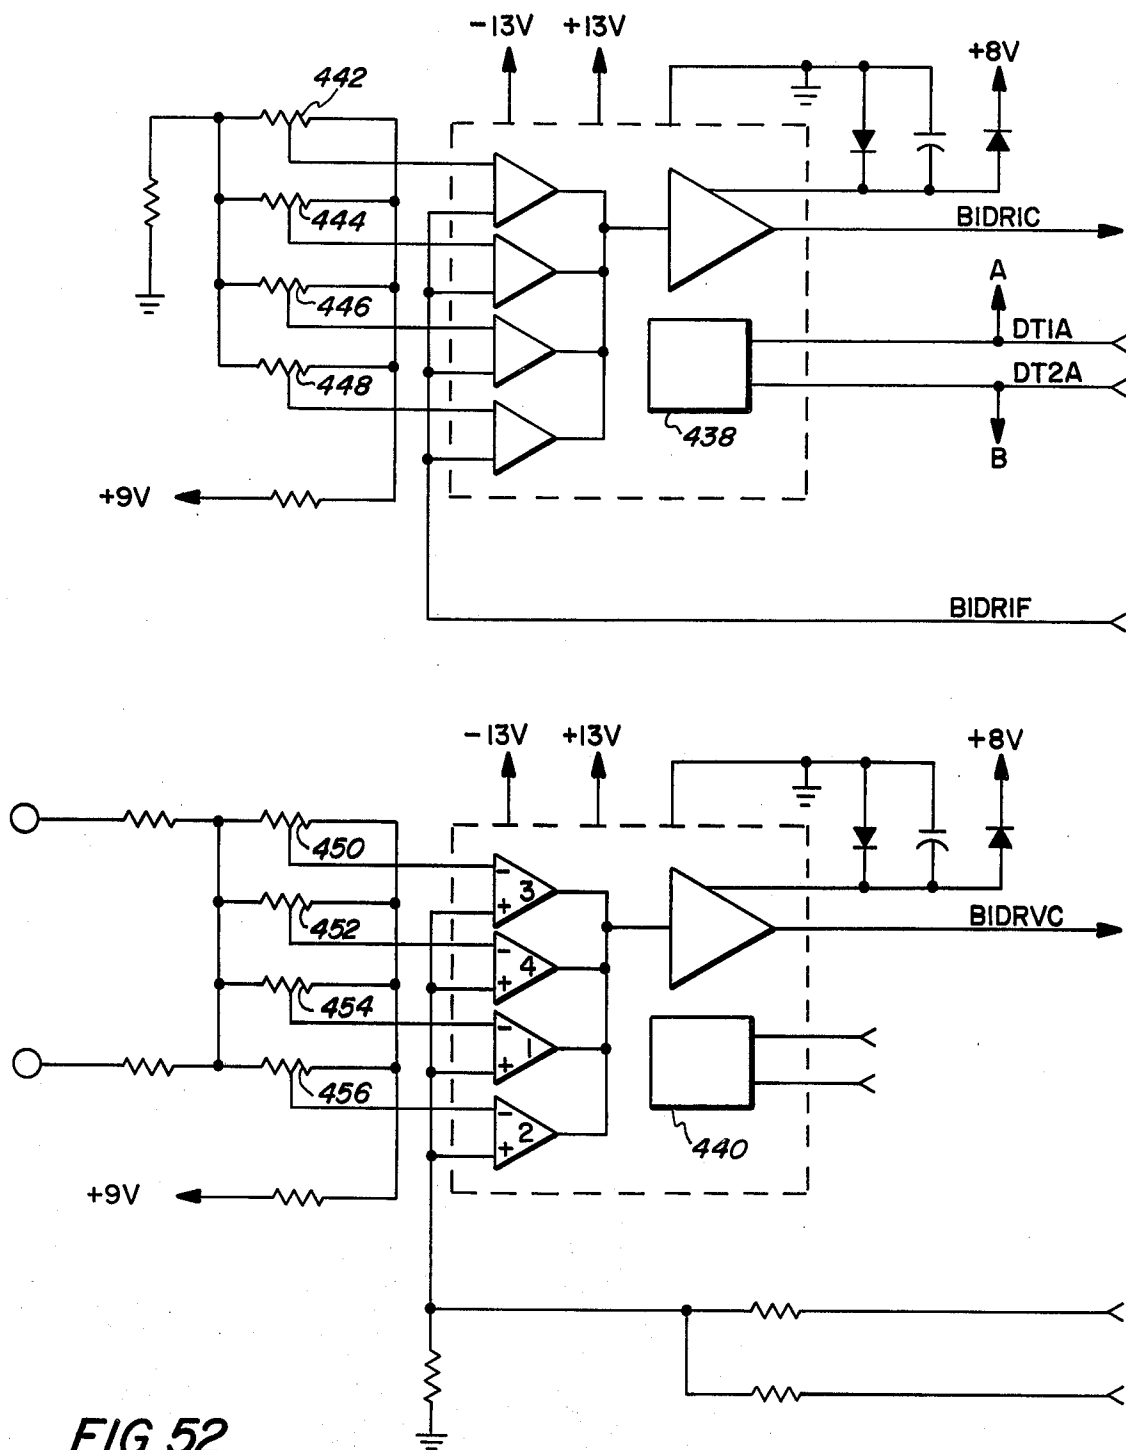 -13V +13V
+8V
442
444
BIDRIC
A
446
DT1A
448
DT2A
438
B
+9V
BIDRIF
-13V +13V
+8V
450
- 3 +
452
BIDRVC
- 4 +
454
- 1 +
456
- 2 +
440
+9V
FIG. 52